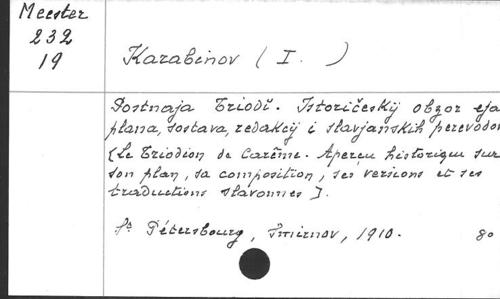 Meester
232
19
Karabinov ( I. )
Postnaja Triodĭ. Istoričeskij obzor eja
plana, sostava, redakcij i slavjanskih perevodov
[Le Triodion de Carême. Aperçu historique sur
son plan, sa composition, ses versions et ses
traductions slavonnes].
St Pétersbourg, Smirnov, 1910. 8o